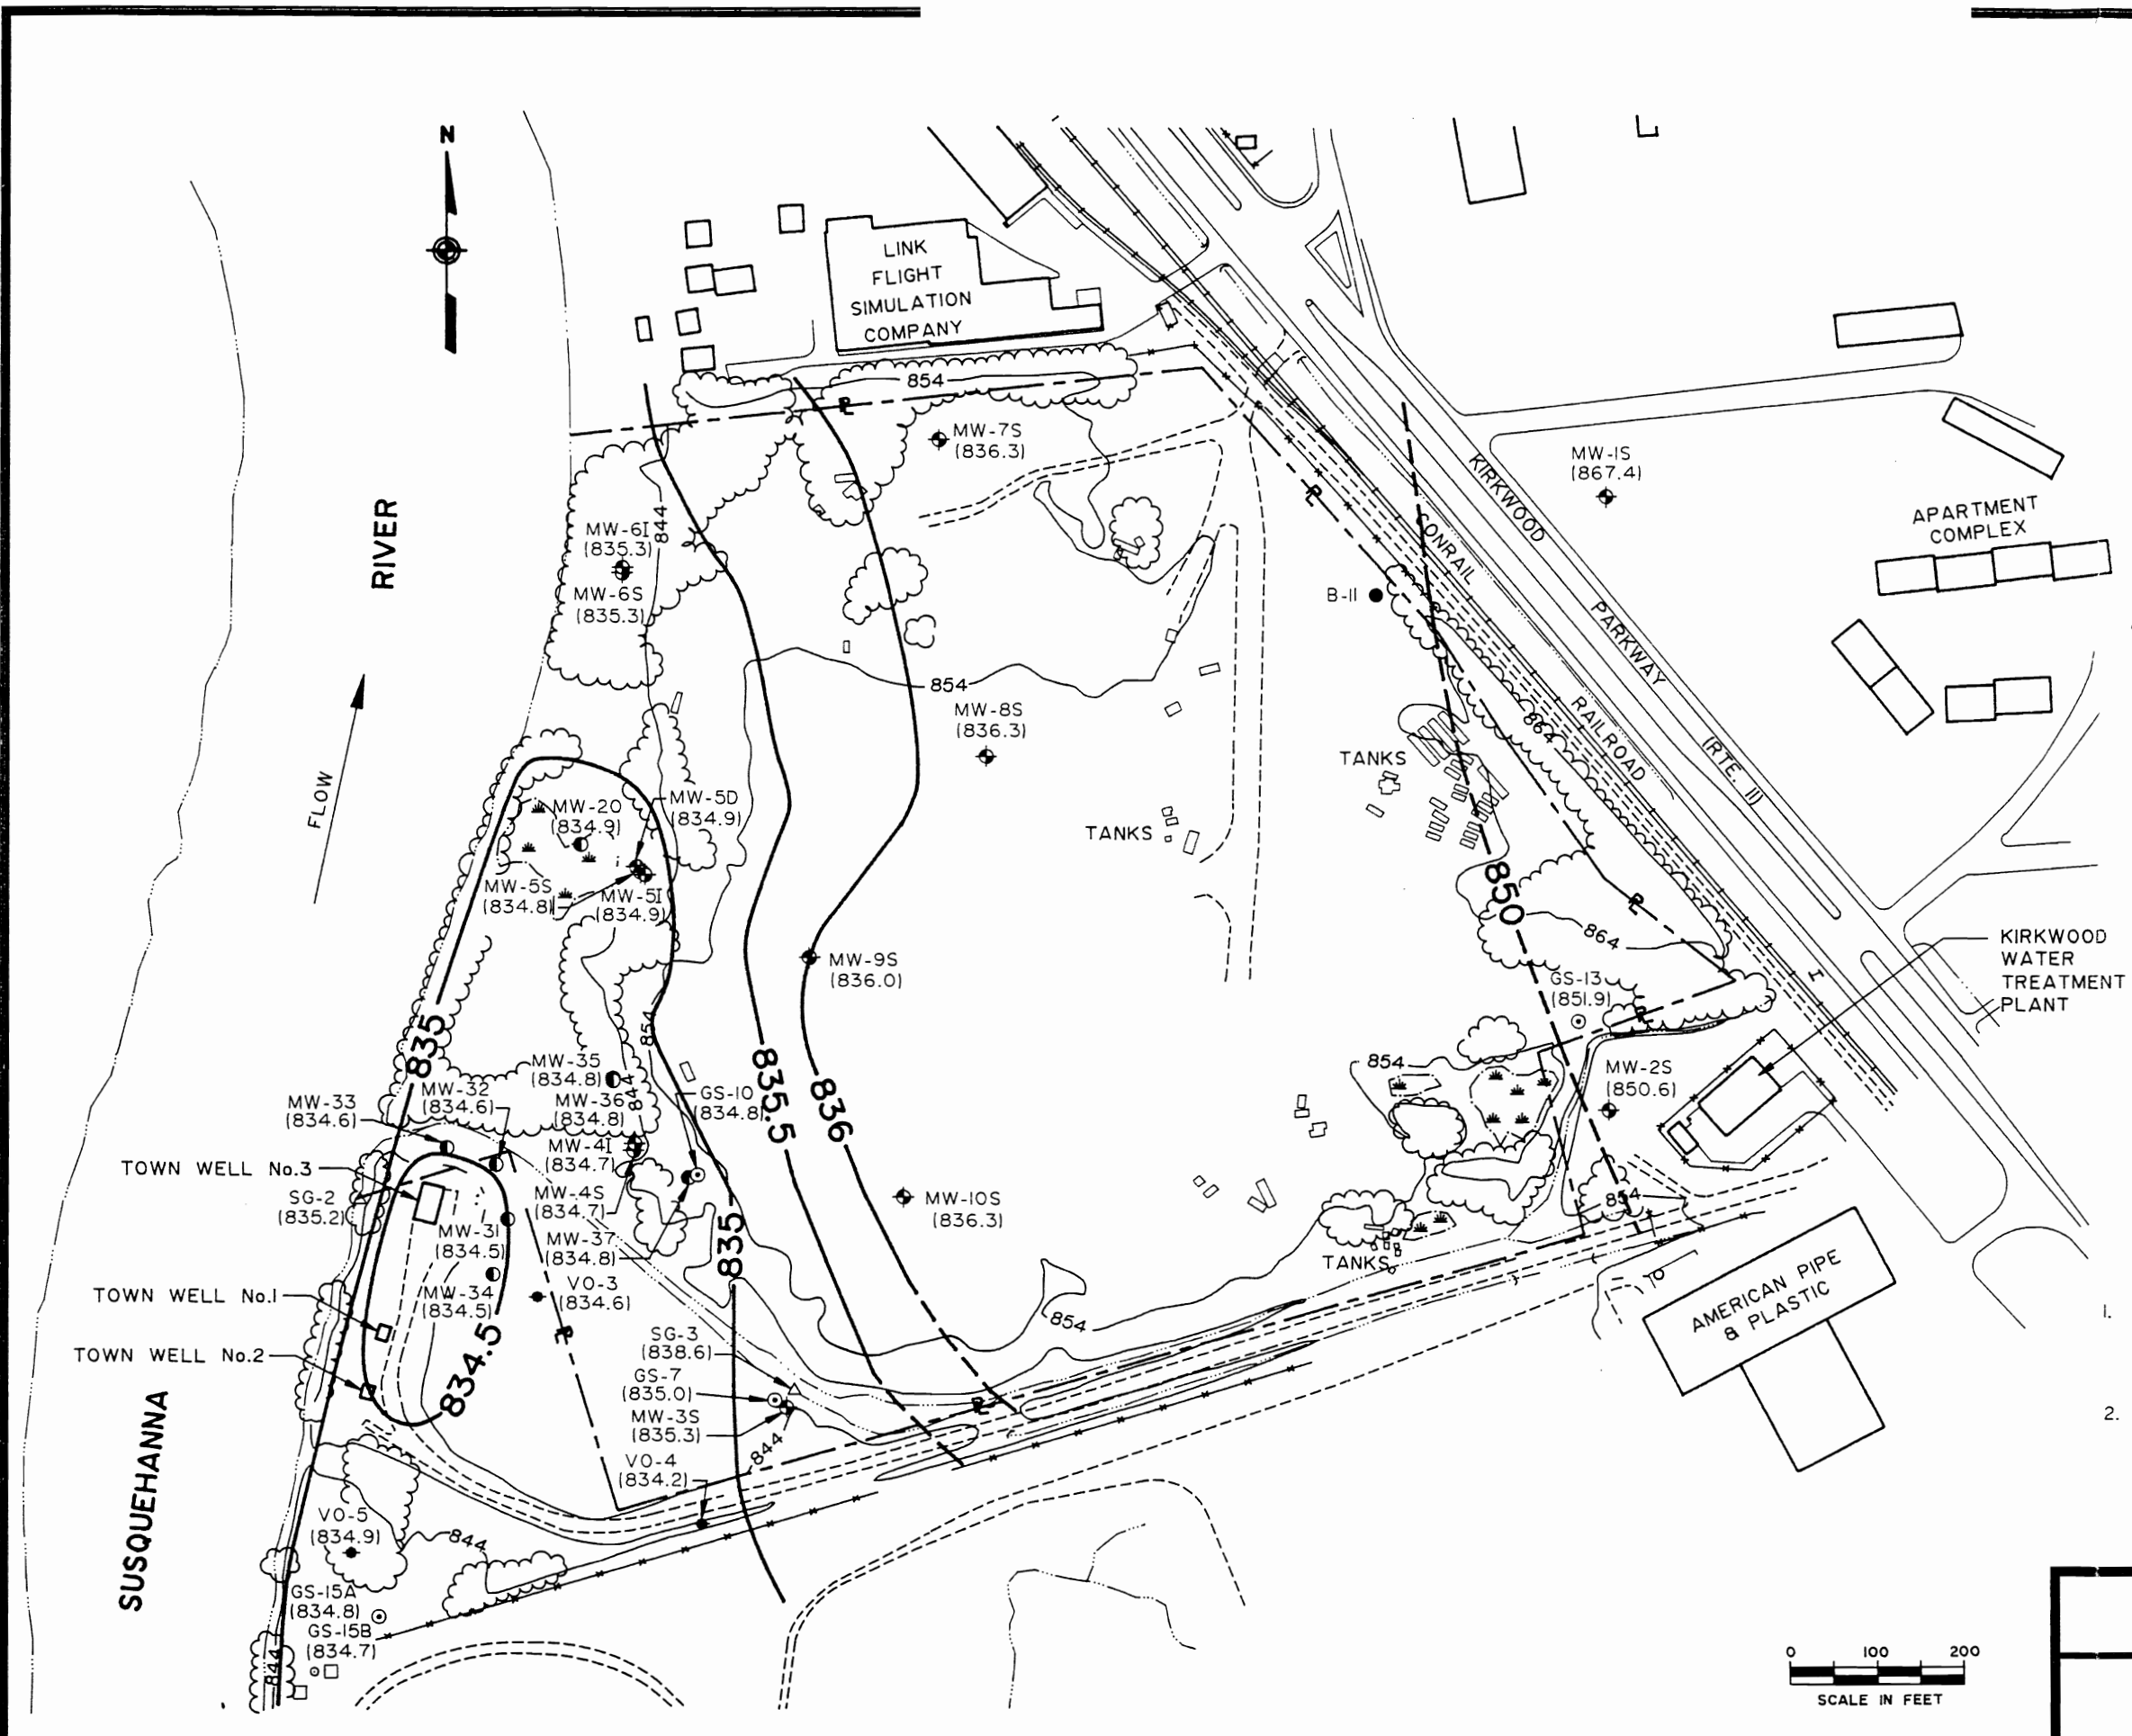 N
LINK
FLIGHT
SIMULATION
COMPANY
854
MW-7S
(836.3)
MW-1S
(867.4)
KIRKWOOD
PARKWAY
(RTE. 11)
CONRAIL
RAILROAD
APARTMENT
COMPLEX
RIVER
844
MW-6I
(835.3)
MW-6S
(835.3)
B-11
854
MW-8S
(836.3)
864
TANKS
TANKS
FLOW
MW-20
(834.9)
MW-5D
(834.9)
MW-5S
(834.8)
MW-5I
(834.9)
850
864
MW-9S
(836.0)
GS-13
(851.9)
KIRKWOOD
WATER
TREATMENT
PLANT
835
854
835.5
836
MW-35
(834.8)
844
MW-36
(834.8)
GS-10
(834.8)
MW-32
(834.6)
MW-33
(834.6)
854
MW-2S
(850.6)
MW-4I
(834.7)
MW-4S
(834.7)
TOWN WELL No.3
SG-2
(835.2)
MW-31
(834.5)
MW-37
(834.8)
835
MW-10S
(836.3)
854
TANKS
TOWN WELL No.1
MW-34
(834.5)
VO-3
(834.6)
854
AMERICAN PIPE
& PLASTIC
TOWN WELL No.2
834.5
SG-3
(838.6)
GS-7
(835.0)
MW-3S
(835.3)
844
VO-4
(834.2)
SUSQUEHANNA
VO-5
(834.9)
844
GS-15A
(834.8)
GS-15B
(834.7)
844
1.
2.
0 100 200
SCALE IN FEET